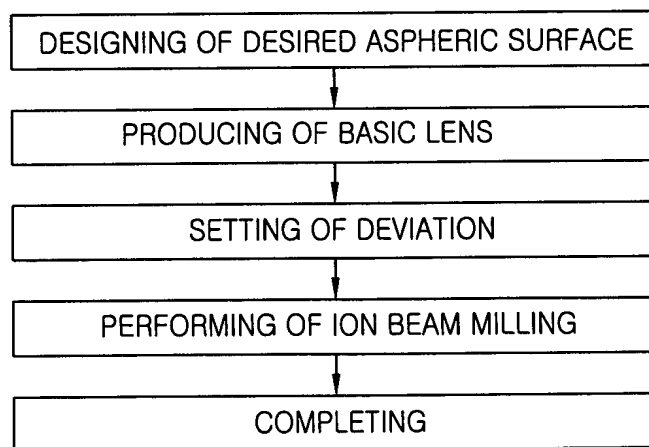 DESIGNING OF DESIRED ASPHERIC SURFACE
PRODUCING OF BASIC LENS
SETTING OF DEVIATION
PERFORMING OF ION BEAM MILLING
COMPLETING